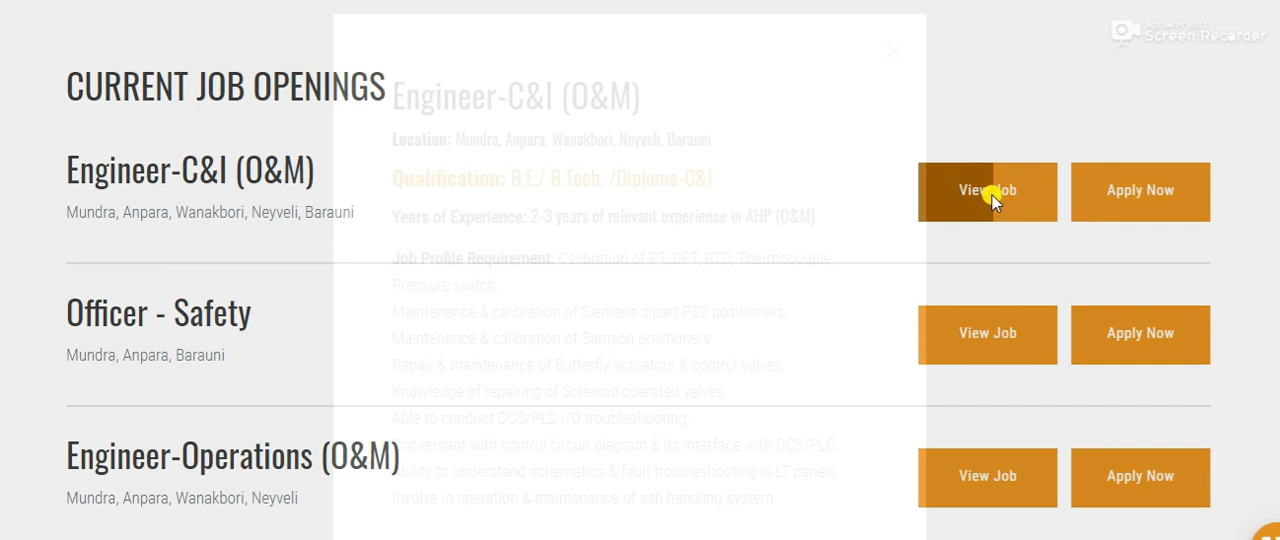 Apowersoft
Screen Recorder
CURRENT JOB OPENINGS
Engineer-C&I (O&M)
Mundra, Anpara, Wanakbori, Neyveli, Barauni
View Job
Apply Now
Officer - Safety
Mundra, Anpara, Barauni
View Job
Apply Now
Engineer-Operations (O&M)
Mundra, Anpara, Wanakbori, Neyveli
View Job
Apply Now
Engineer-C&I (O&M)
Location: Mundra, Anpara, Wanakbori, Neyveli, Barauni
Qualification: B.E./ B.Tech. /Diploma-C&I
Years of Experience: 2-3 years of relevant experience in AHP (O&M)
Job Profile Requirement: Calibration of PT, DPT, RTD, Thermocouple,
Pressure switch.
Maintenance & calibration of Siemens sipart PS2 positioners.
Maintenance & calibration of Samson positioners
Repair & maintenance of Butterfly actuators & control valves.
Knowledge of repairing of Solenoid operated valves.
Able to conduct DCS/PLC I/O troubleshooting.
Conversant with control circuit diagram & its interface with DCS/PLC.
Ability to understand schematics & fault troubleshooting in LT panels.
Involve in operation & maintenance of ash handling system